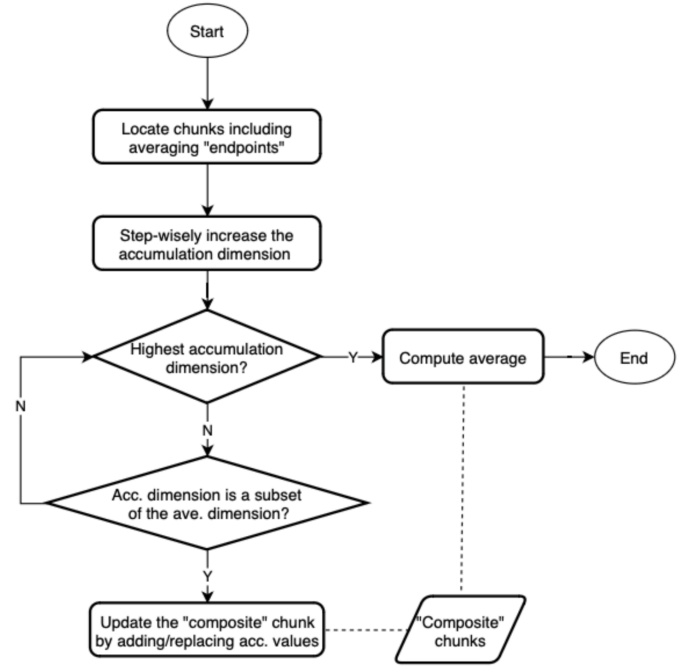 Start
Locate chunks including
averaging "endpoints"
Step-wisely increase the
accumulation dimension
Highest accumulation
dimension?
Y
Compute average
End
N
N
Acc. dimension is a subset
of the ave. dimension?
Y
Update the "composite" chunk
by adding/replacing acc. values
"Composite"
chunks